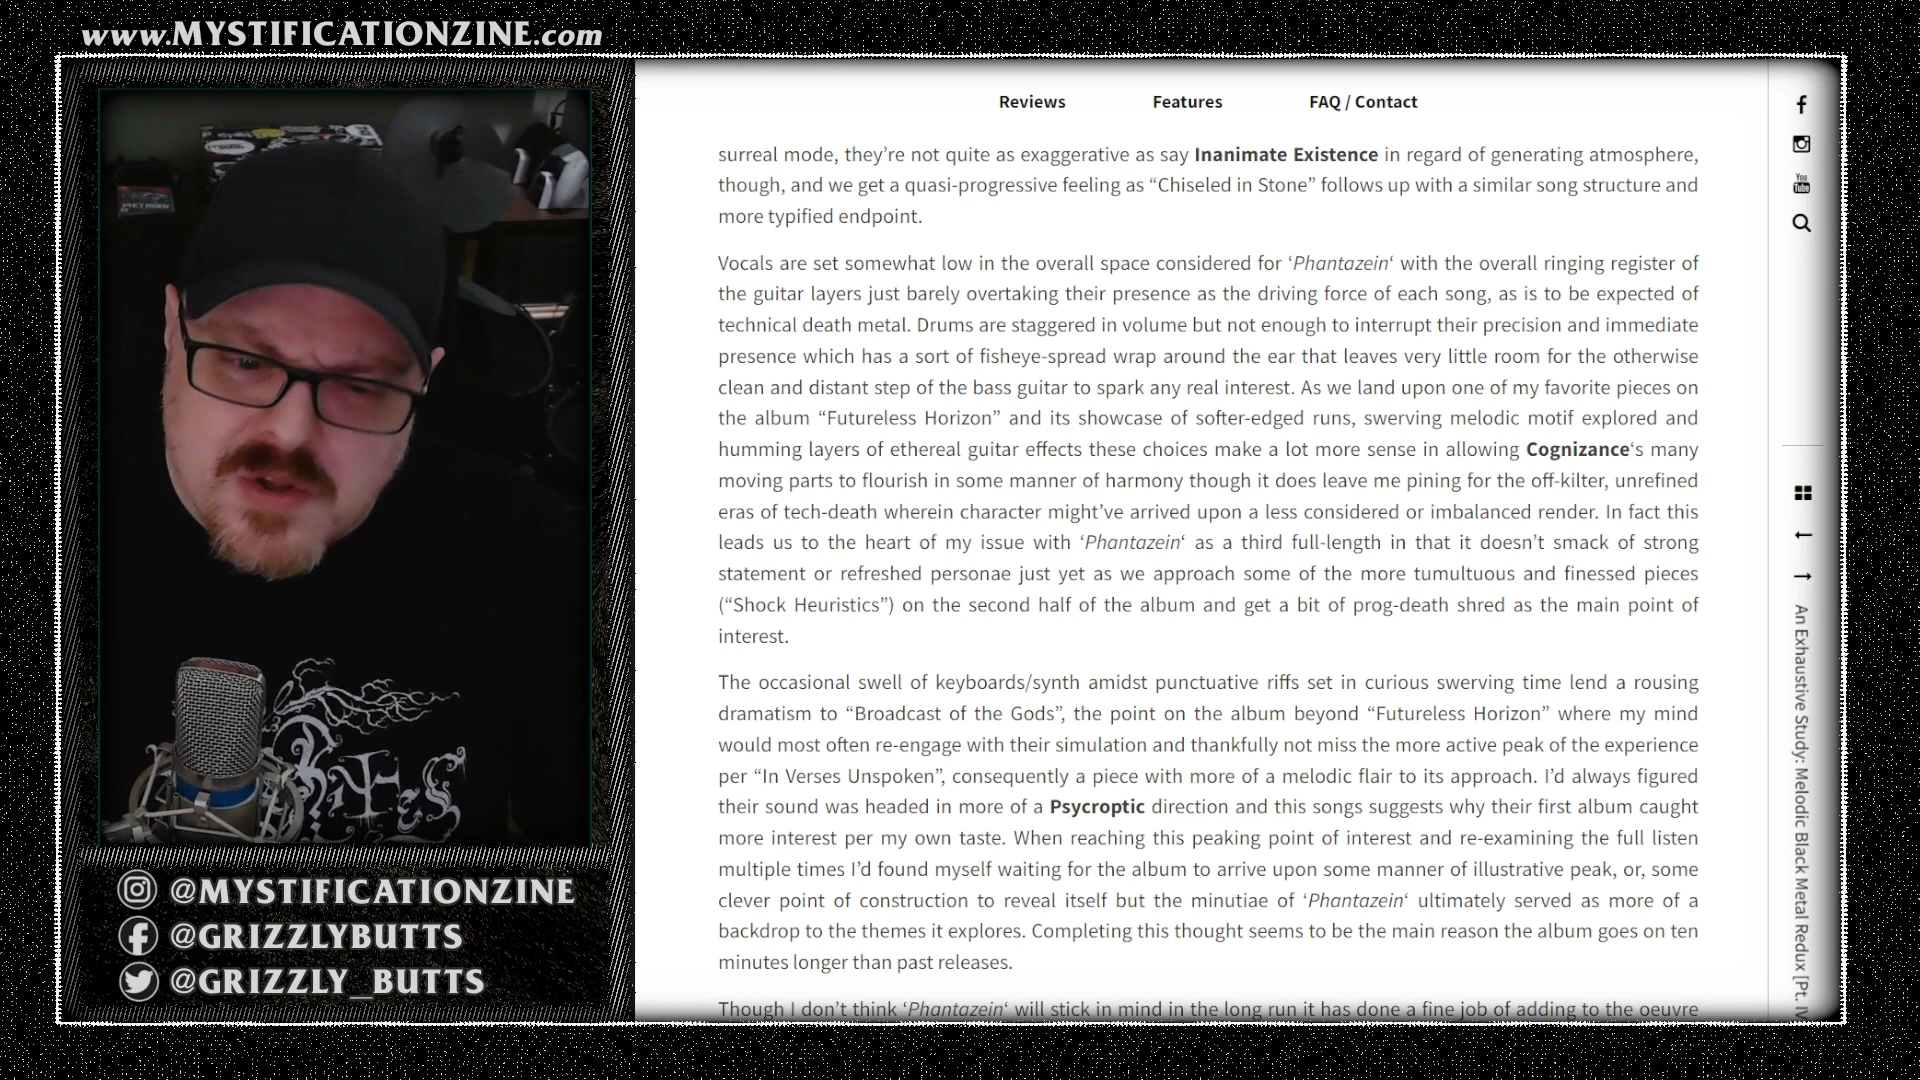 www.MYSTIFICATIONZINE.com
Reviews
Features
FAQ / Contact
surreal mode, they’re not quite as exaggerative as say Inanimate Existence in regard of generating atmosphere,
though, and we get a quasi-progressive feeling as “Chiseled in Stone” follows up with a similar song structure and
more typified endpoint.
Vocals are set somewhat low in the overall space considered for ‘Phantazein‘ with the overall ringing register of
the guitar layers just barely overtaking their presence as the driving force of each song, as is to be expected of
technical death metal. Drums are staggered in volume but not enough to interrupt their precision and immediate
presence which has a sort of fisheye-spread wrap around the ear that leaves very little room for the otherwise
clean and distant step of the bass guitar to spark any real interest. As we land upon one of my favorite pieces on
the album “Futureless Horizon” and its showcase of softer-edged runs, swerving melodic motif explored and
humming layers of ethereal guitar effects these choices make a lot more sense in allowing Cognizance‘s many
moving parts to flourish in some manner of harmony though it does leave me pining for the off-kilter, unrefined
eras of tech-death wherein character might’ve arrived upon a less considered or imbalanced render. In fact this
leads us to the heart of my issue with ‘Phantazein‘ as a third full-length in that it doesn’t smack of strong
statement or refreshed personae just yet as we approach some of the more tumultuous and finessed pieces
(“Shock Heuristics”) on the second half of the album and get a bit of prog-death shred as the main point of
interest.
The occasional swell of keyboards/synth amidst punctuative riffs set in curious swerving time lend a rousing
dramatism to “Broadcast of the Gods”, the point on the album beyond “Futureless Horizon” where my mind
would most often re-engage with their simulation and thankfully not miss the more active peak of the experience
per “In Verses Unspoken”, consequently a piece with more of a melodic flair to its approach. I’d always figured
their sound was headed in more of a Psycroptic direction and this songs suggests why their first album caught
more interest per my own taste. When reaching this peaking point of interest and re-examining the full listen
multiple times I’d found myself waiting for the album to arrive upon some manner of illustrative peak, or, some
clever point of construction to reveal itself but the minutiae of ‘Phantazein‘ ultimately served as more of a
backdrop to the themes it explores. Completing this thought seems to be the main reason the album goes on ten
minutes longer than past releases.
Though I don’t think ‘Phantazein‘ will stick in mind in the long run it has done a fine job of adding to the oeuvre
You Tube
An Exhaustive Study: Melodic Black Metal Redux [Pt. IV
@MYSTIFICATIONZINE
@GRIZZLYBUTTS
@GRIZZLY_BUTTS